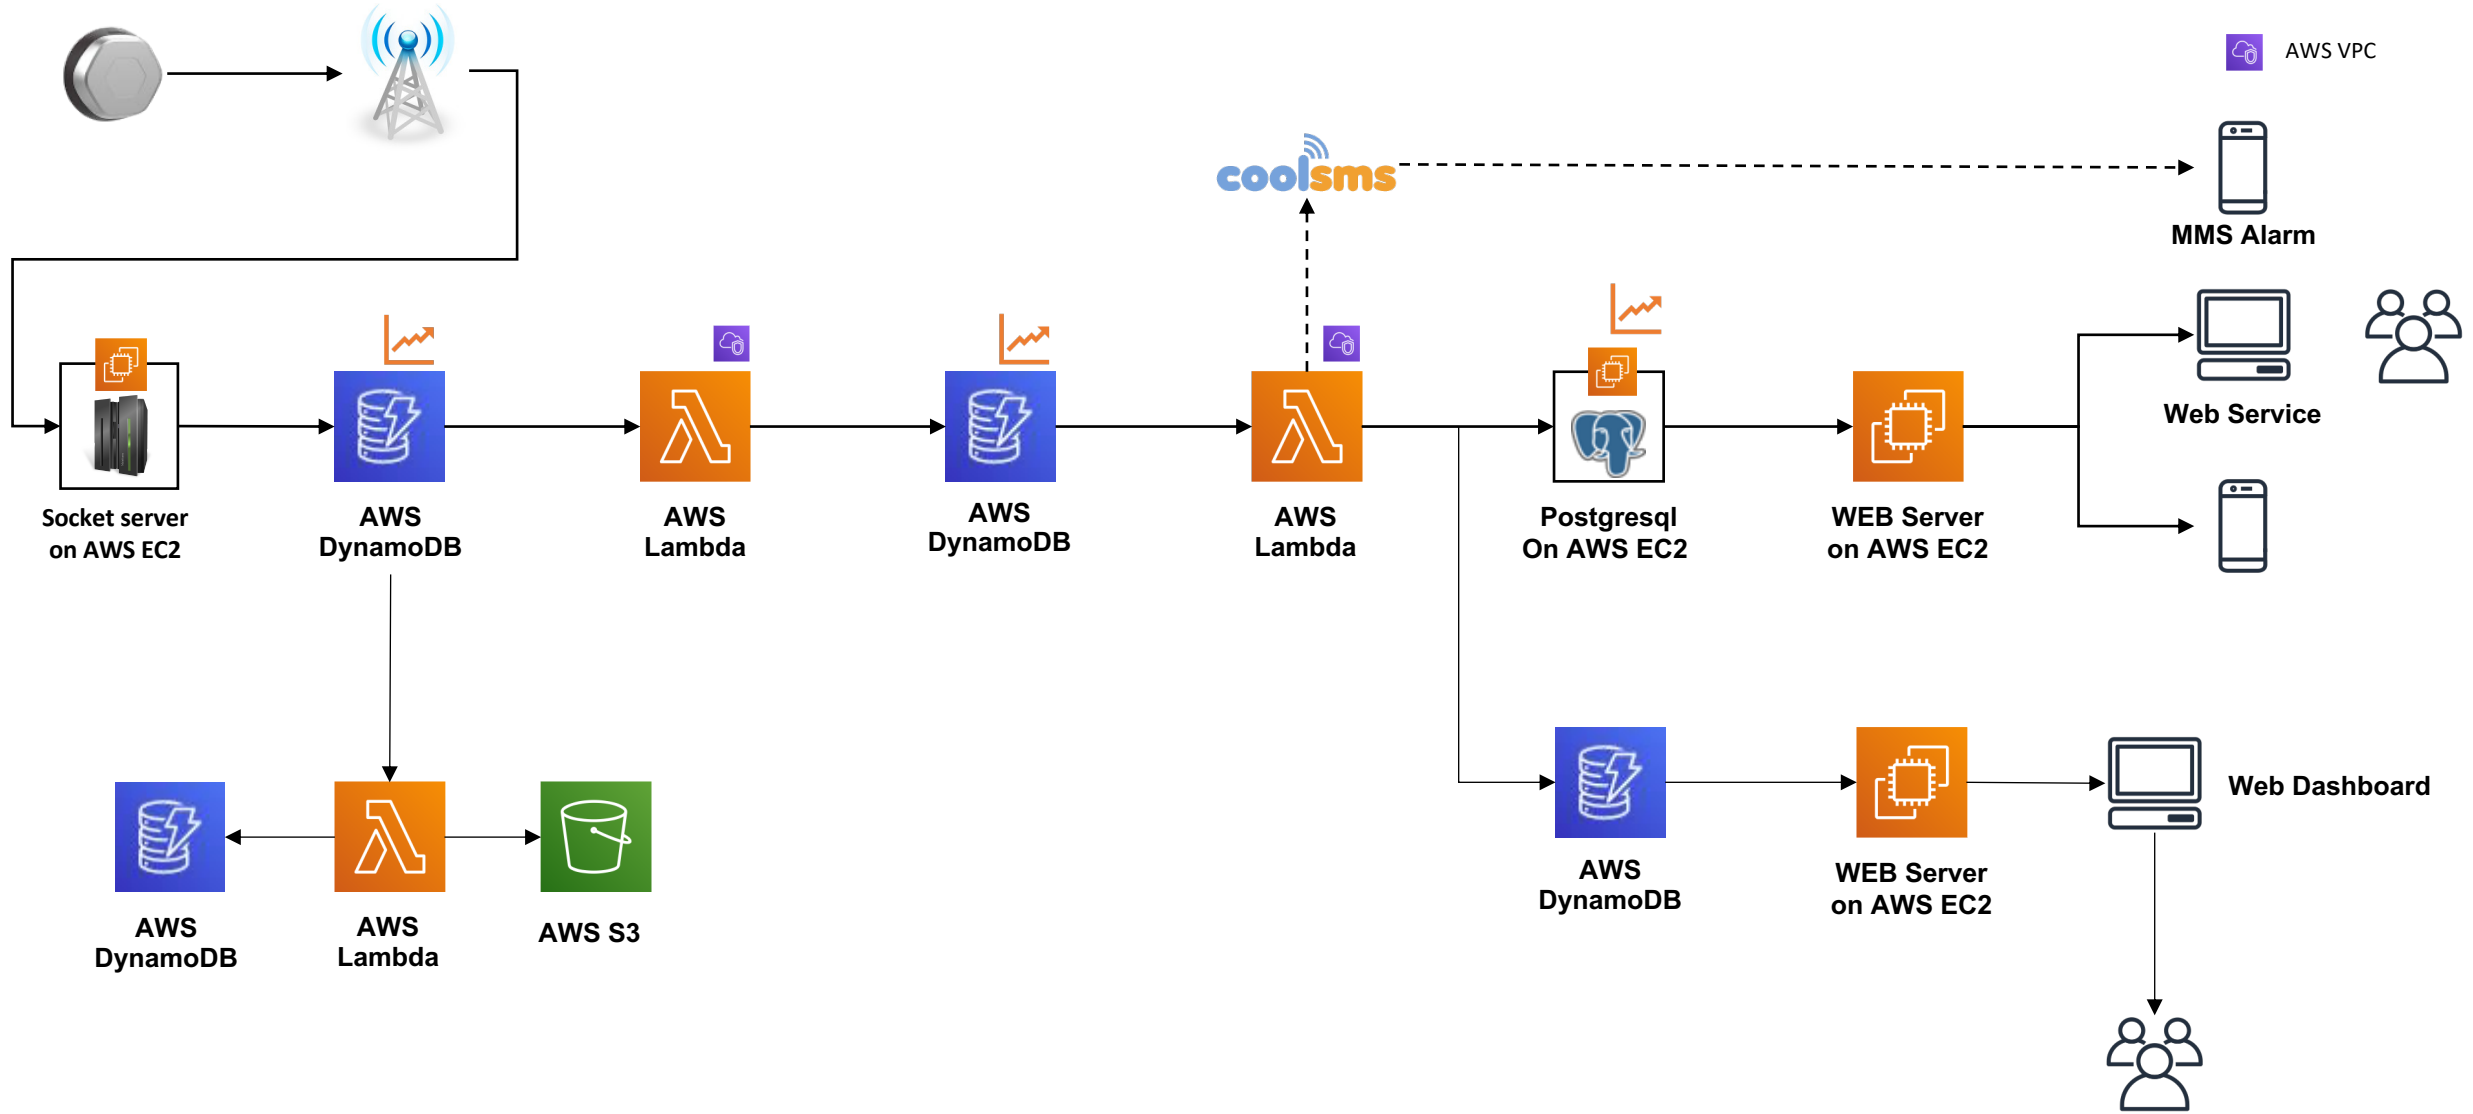 AWS VPC
coolsms
MMS Alarm
Web Service
Socket server
on AWS EC2
AWS
DynamoDB
AWS
Lambda
AWS
DynamoDB
AWS
Lambda
Postgresql
On AWS EC2
WEB Server
on AWS EC2
Web Dashboard
AWS
DynamoDB
WEB Server
on AWS EC2
AWS
DynamoDB
AWS
Lambda
AWS S3